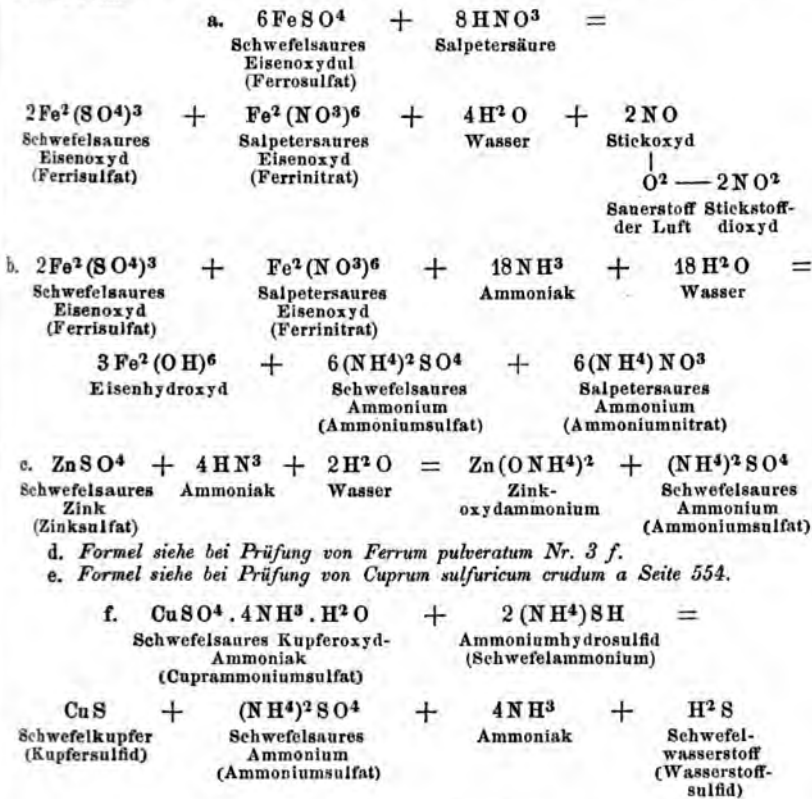 a. 6FeSO⁴ + 8HNO³ =
Schwefelsaures Salpetersäure
Eisenoxydul
(Ferrosulfat)
2Fe²(SO⁴)³ + Fe²(NO³)⁶ + 4H²O + 2NO
Schwefelsaures Salpetersaures Wasser Stickoxyd
Eisenoxyd Eisenoxyd |
(Ferrisulfat) (Ferrinitrat) O² — 2NO²
Sauerstoff Stickstoff-
der Luft dioxyd
b. 2Fe²(SO⁴)³ + Fe²(NO³)⁶ + 18NH³ + 18H²O =
Schwefelsaures Salpetersaures Ammoniak Wasser
Eisenoxyd Eisenoxyd
(Ferrisulfat) (Ferrinitrat)
3Fe²(OH)⁶ + 6(NH⁴)²SO⁴ + 6(NH⁴)NO³
Eisenhydroxyd Schwefelsaures Salpetersaures
Ammonium Ammonium
(Ammoniumsulfat) (Ammoniumnitrat)
c. ZnSO⁴ + 4HN³ + 2H²O = Zn(ONH⁴)² + (NH⁴)²SO⁴
Schwefelsaures Ammoniak Wasser Zink- Schwefelsaures
Zink oxydammonium Ammonium
(Zinksulfat) (Ammoniumsulfat)
d. Formel siehe bei Prüfung von Ferrum pulveratum Nr. 3 f.
e. Formel siehe bei Prüfung von Cuprum sulfuricum crudum a Seite 554.
f. CuSO⁴.4NH³.H²O + 2(NH⁴)SH =
Schwefelsaures Kupferoxyd- Ammoniumhydrosulfid
Ammoniak (Schwefelammonium)
(Cuprammoniumsulfat)
CuS + (NH⁴)²SO⁴ + 4NH³ + H²S
Schwefelkupfer Schwefelsaures Ammoniak Schwefel-
(Kupfersulfid) Ammonium wasserstoff
(Ammoniumsulfat) (Wasserstoff-
sulfid)